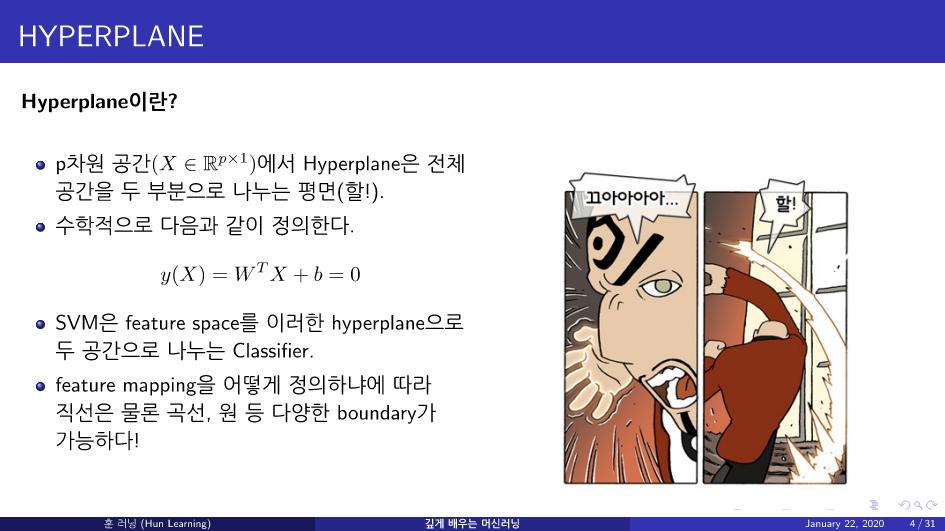 HYPERPLANE
Hyperplane이란?
p차원 공간(X ∈ ℝ^{p×1})에서 Hyperplane은 전체
공간을 두 부분으로 나누는 평면(할!).
수학적으로 다음과 같이 정의한다.
y(X) = W^T X + b = 0
SVM은 feature space를 이러한 hyperplane으로
두 공간으로 나누는 Classifier.
feature mapping을 어떻게 정의하냐에 따라
직선은 물론 곡선, 원 등 다양한 boundary가
가능하다!
끄아아아아...
할!
훈 러닝 (Hun Learning)
깊게 배우는 머신러닝
January 22, 2020
4 / 31